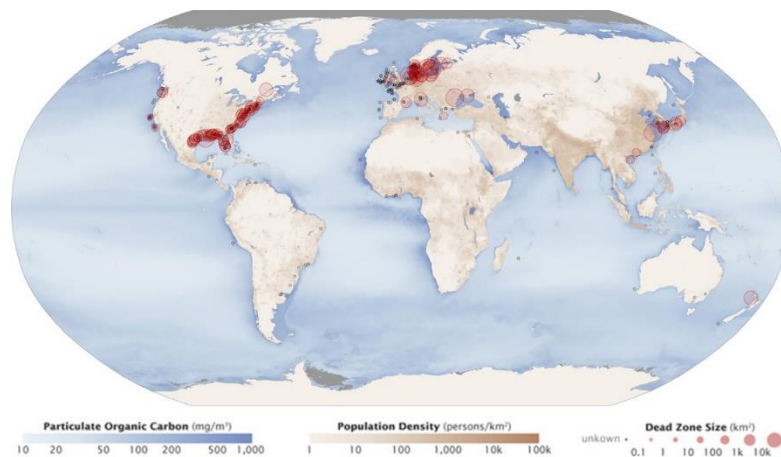 Particulate Organic Carbon (mg/m³)
10 20 50 100 200 500 1,000
Population Density (persons/km²)
1 10 100 1,000 10k 100k
Dead Zone Size (km²)
unkown 0.1 1 10 100 1k 10k